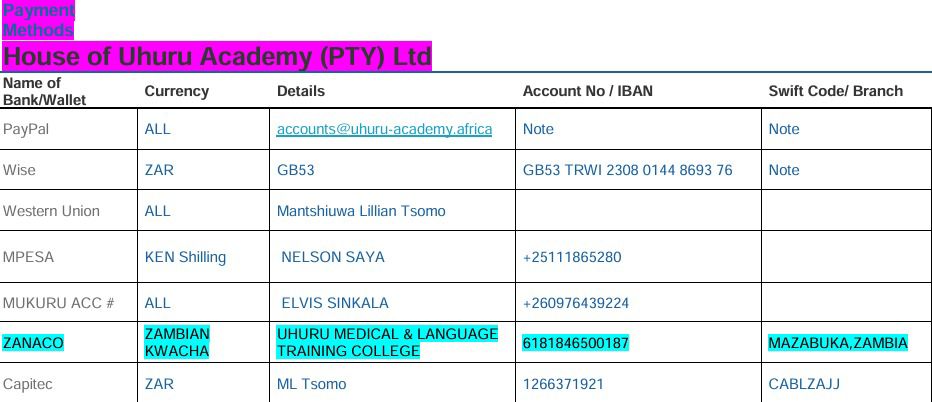 Payment
Methods
House of Uhuru Academy (PTY) Ltd
Name of
Bank/Wallet
Currency
Details
Account No / IBAN
Swift Code/ Branch
PayPal
ALL
accounts@uhuru-academy.africa
Note
Note
Wise
ZAR
GB53
GB53 TRWI 2308 0144 8693 76
Note
Western Union
ALL
Mantshiuwa Lillian Tsomo
MPESA
KEN Shilling
NELSON SAYA
+25111865280
MUKURU ACC #
ALL
ELVIS SINKALA
+260976439224
ZANACO
ZAMBIAN
KWACHA
UHURU MEDICAL & LANGUAGE
TRAINING COLLEGE
6181846500187
MAZABUKA,ZAMBIA
Capitec
ZAR
ML Tsomo
1266371921
CABLZAJJ